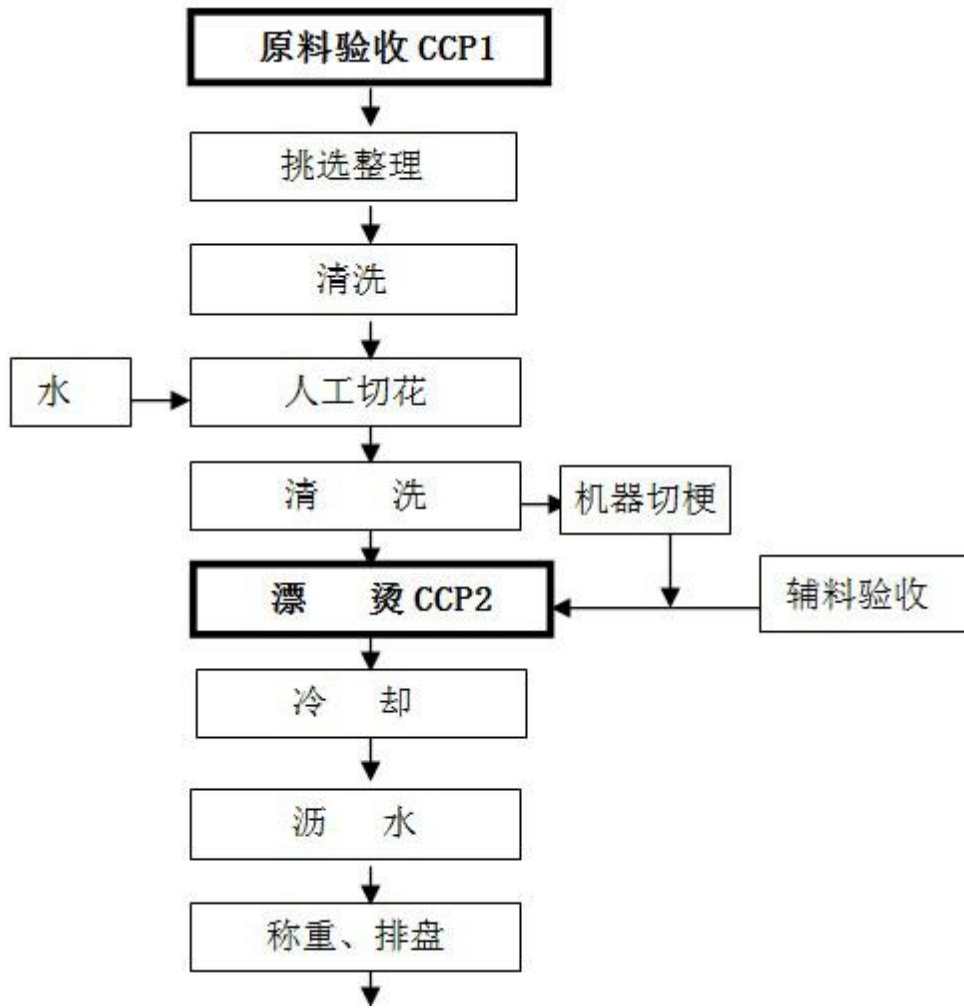 原料验收 CCP1
挑选整理
清洗
水
人工切花
清 洗
机器切梗
漂 烫 CCP2
辅料验收
冷 却
沥 水
称重、排盘